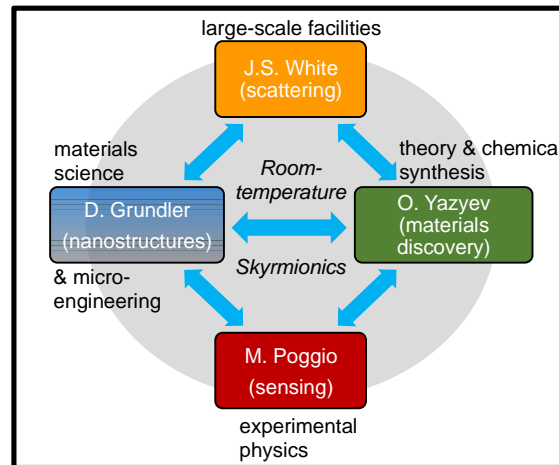 large-scale facilities
J.S. White
(scattering)
materials
science
theory & chemical
synthesis
Room-
temperature
D. Grundler
(nanostructures)
O. Yazyev
(materials
discovery)
Skyrmionics
& micro-
engineering
M. Poggio
(sensing)
experimental
physics